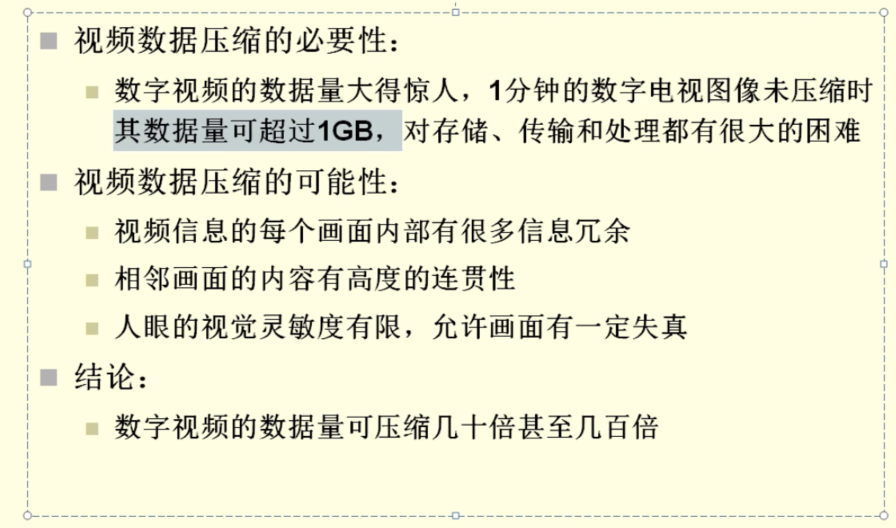 视频数据压缩的必要性：
数字视频的数据量大得惊人，1分钟的数字电视图像未压缩时
其数据量可超过1GB，对存储、传输和处理都有很大的困难
视频数据压缩的可能性：
视频信息的每个画面内部有很多信息冗余
相邻画面的内容有高度的连贯性
人眼的视觉灵敏度有限，允许画面有一定失真
结论：
数字视频的数据量可压缩几十倍甚至几百倍